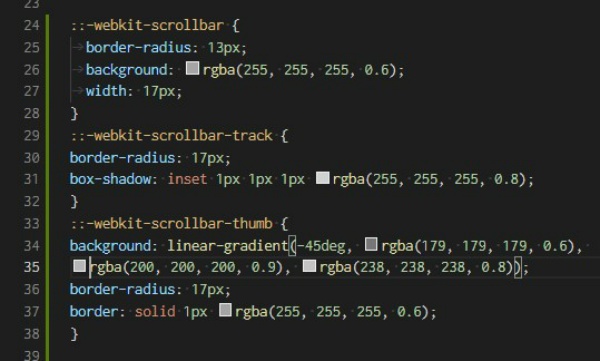 23
24 ::-webkit-scrollbar {
25 border-radius: 13px;
26 background: rgba(255, 255, 255, 0.6);
27 width: 17px;
28 }
29 ::-webkit-scrollbar-track {
30 border-radius: 17px;
31 box-shadow: inset 1px 1px 1px rgba(255, 255, 255, 0.8);
32 }
33 ::-webkit-scrollbar-thumb {
34 background: linear-gradient(-45deg, rgba(179, 179, 179, 0.6),
35 rgba(200, 200, 200, 0.9), rgba(238, 238, 238, 0.8));
36 border-radius: 17px;
37 border: solid 1px rgba(255, 255, 255, 0.6);
38 }
39